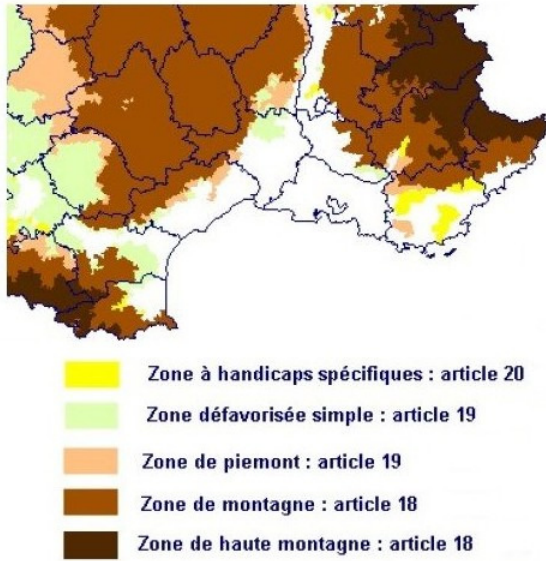 Zone à handicaps spécifiques : article 20
Zone défavorisée simple : article 19
Zone de piemont : article 19
Zone de montagne : article 18
Zone de haute montagne : article 18